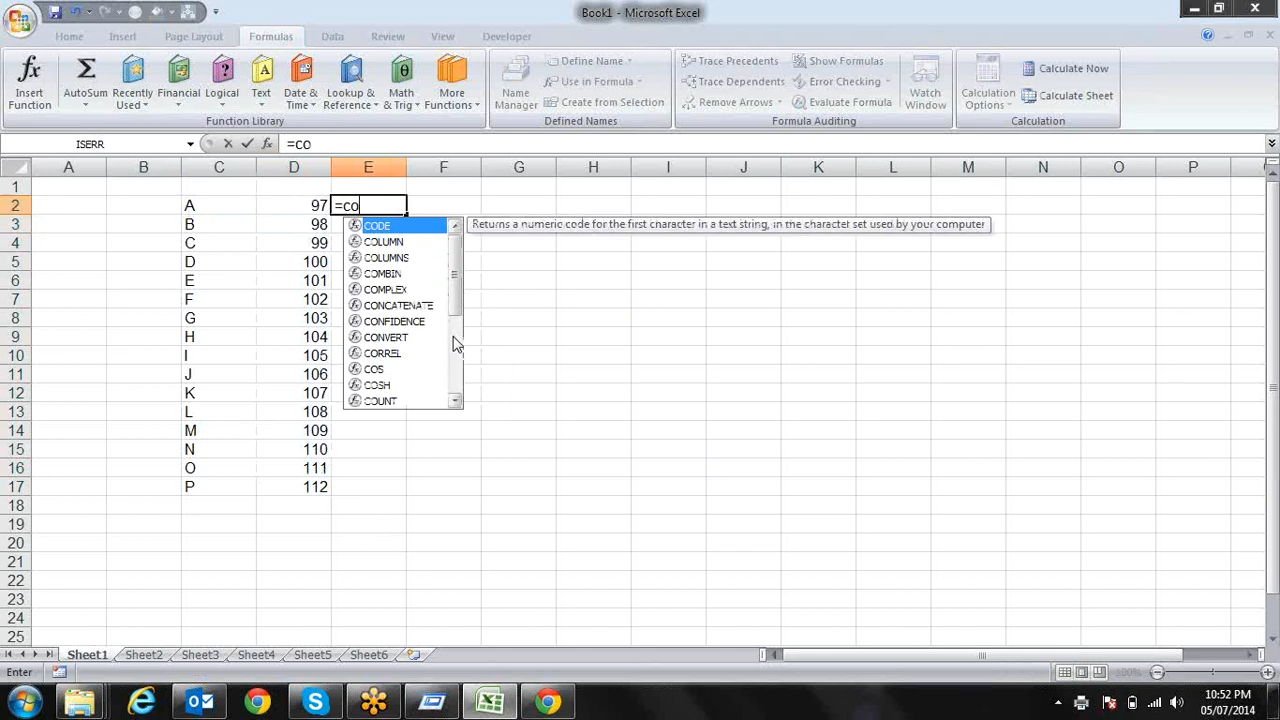 Book1 - Microsoft Excel
Home Insert Page Layout Formulas Data Review View Developer
Insert Function
AutoSum
Recently Used
Financial
Logical
Text
Date & Time
Lookup & Reference
Math & Trig
More Functions
Function Library
Name Manager
Define Name
Use in Formula
Create from Selection
Defined Names
Trace Precedents
Trace Dependents
Remove Arrows
Show Formulas
Error Checking
Evaluate Formula
Formula Auditing
Watch Window
Calculation Options
Calculate Now
Calculate Sheet
Calculation
ISERR =co
A B C D E F G H I J K L M N O P
1
2 A 97 =co
3 B 98
4 C 99
5 D 100
6 E 101
7 F 102
8 G 103
9 H 104
10 I 105
11 J 106
12 K 107
13 L 108
14 M 109
15 N 110
16 O 111
17 P 112
18
19
20
21
22
23
24
25
CODE
COLUMN
COLUMNS
COMBIN
COMPLEX
CONCATENATE
CONFIDENCE
CONVERT
CORREL
COS
COSH
COUNT
Returns a numeric code for the first character in a text string, in the character set used by your computer
Sheet1 Sheet2 Sheet3 Sheet4 Sheet5 Sheet6
Enter 100%
10:52 PM
05/07/2014